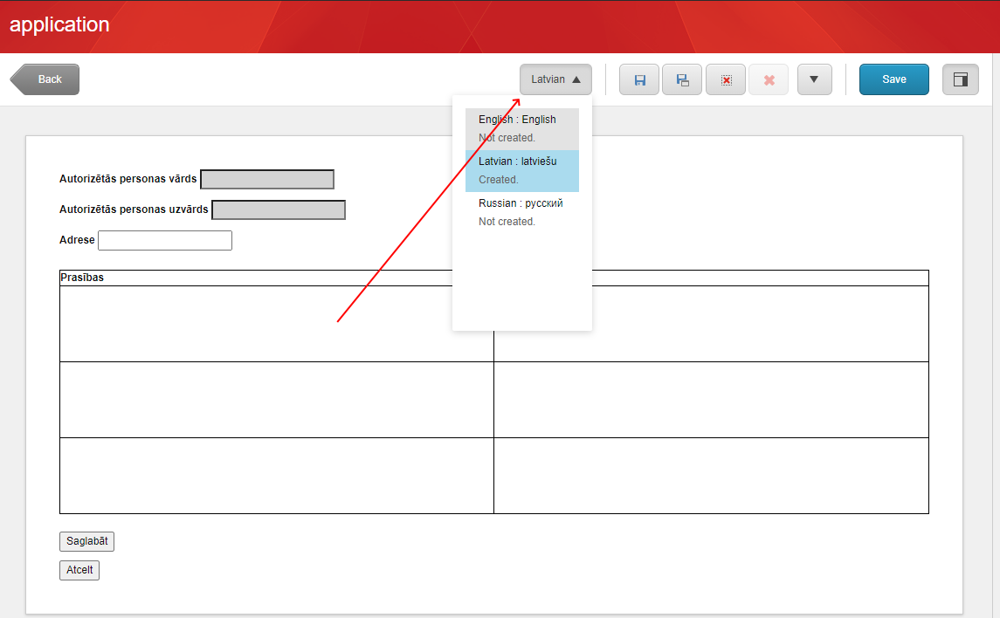 application
Back
Latvian
Save
English : English
Not created.
Latvian : latviešu
Created.
Russian : русский
Not created.
Autorizētās personas vārds
Autorizētās personas uzvārds
Adrese
Prasības
Saglabāt
Atcelt